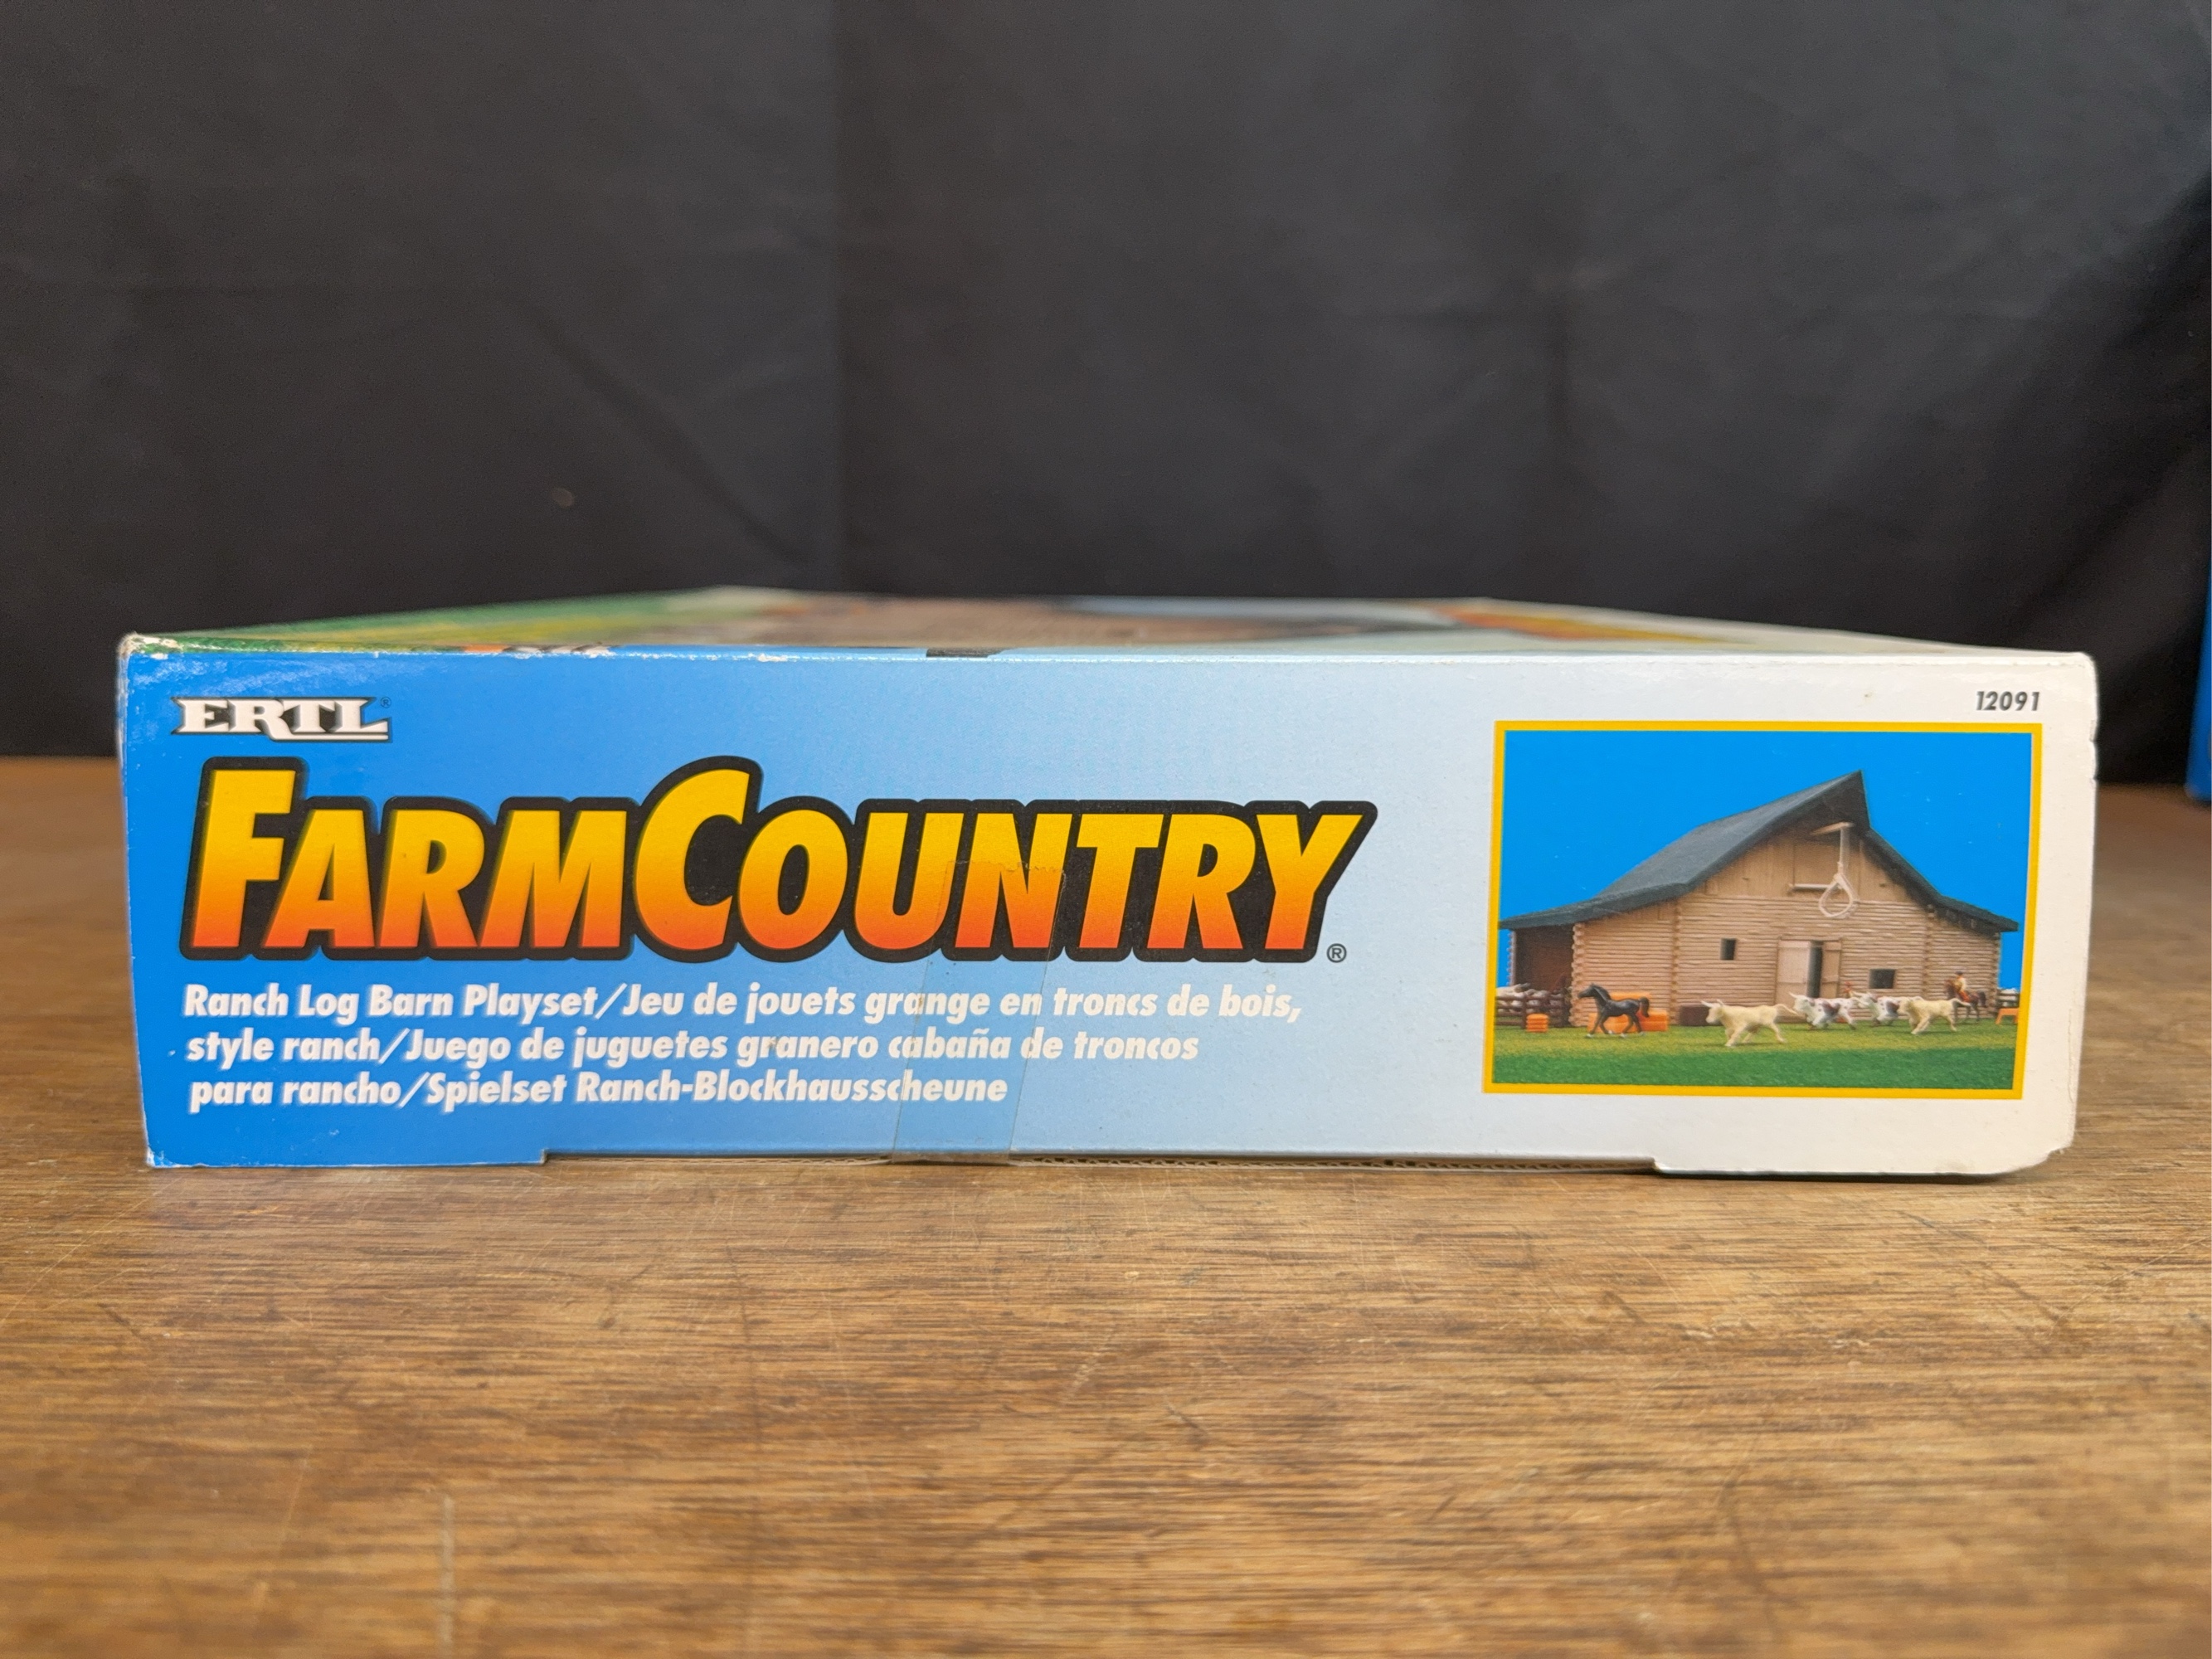 ERTL®
12091
FARMCOUNTRY®
Ranch Log Barn Playset/Jeu de jouets grange en troncs de bois,
style ranch/Juego de juguetes granero cabaña de troncos
para rancho/Spielset Ranch-Blockhausscheune